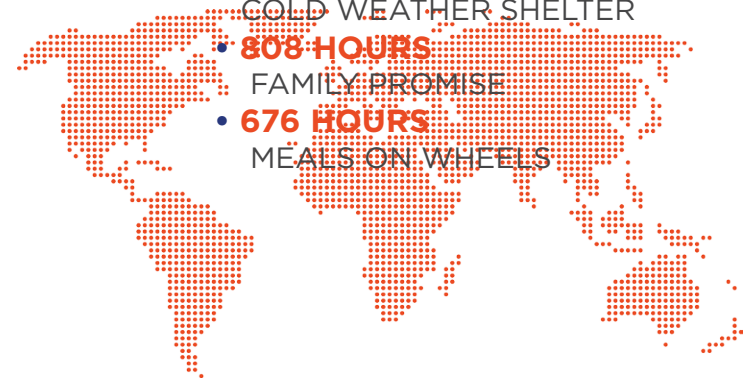 COLD WEATHER SHELTER
• 808 HOURS
FAMILY PROMISE
• 676 HOURS
MEALS ON WHEELS